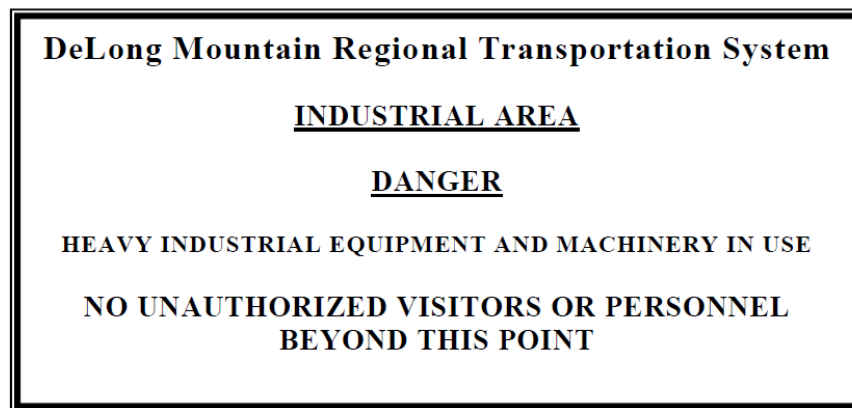 DeLong Mountain Regional Transportation System
INDUSTRIAL AREA
DANGER
HEAVY INDUSTRIAL EQUIPMENT AND MACHINERY IN USE
NO UNAUTHORIZED VISITORS OR PERSONNEL
BEYOND THIS POINT